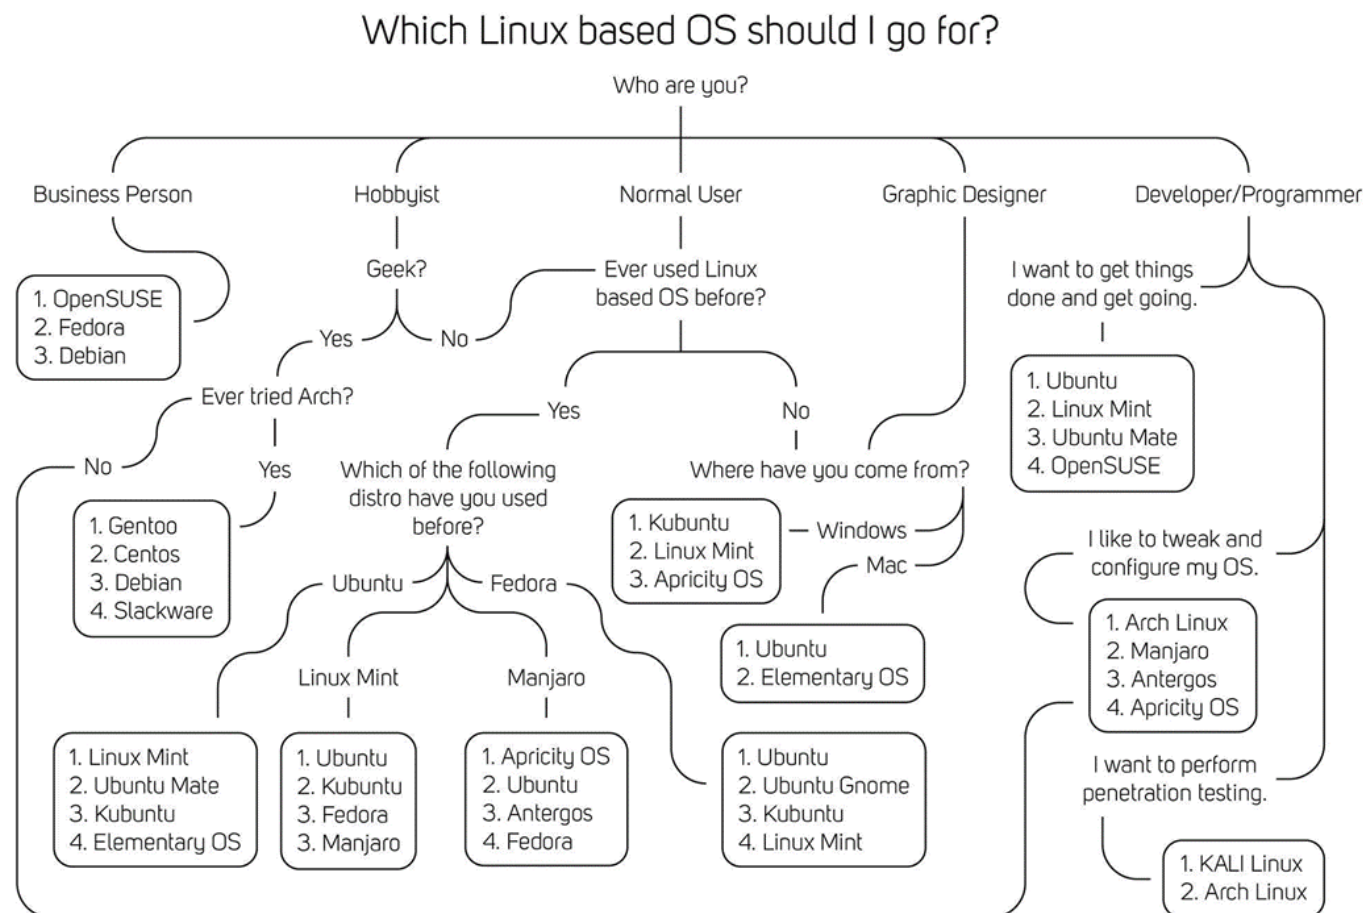 Which Linux based OS should I go for?
Who are you?
Business Person
Hobbyist
Normal User
Graphic Designer
Developer/Programmer
1. OpenSUSE
2. Fedora
3. Debian
Geek?
Yes
No
Ever used Linux
based OS before?
I want to get things
done and get going.
1. Ubuntu
2. Linux Mint
3. Ubuntu Mate
4. OpenSUSE
Ever tried Arch?
No
Yes
1. Gentoo
2. Centos
3. Debian
4. Slackware
Yes
No
Which of the following
distro have you used
before?
Where have you come from?
Windows
Mac
1. Kubuntu
2. Linux Mint
3. Apricity OS
1. Ubuntu
2. Elementary OS
Ubuntu
Fedora
Linux Mint
Manjaro
1. Linux Mint
2. Ubuntu Mate
3. Kubuntu
4. Elementary OS
1. Ubuntu
2. Kubuntu
3. Fedora
3. Manjaro
1. Apricity OS
2. Ubuntu
3. Antergos
4. Fedora
1. Ubuntu
2. Ubuntu Gnome
3. Kubuntu
4. Linux Mint
I like to tweak and
configure my OS.
1. Arch Linux
2. Manjaro
3. Antergos
4. Apricity OS
I want to perform
penetration testing.
1. KALI Linux
2. Arch Linux